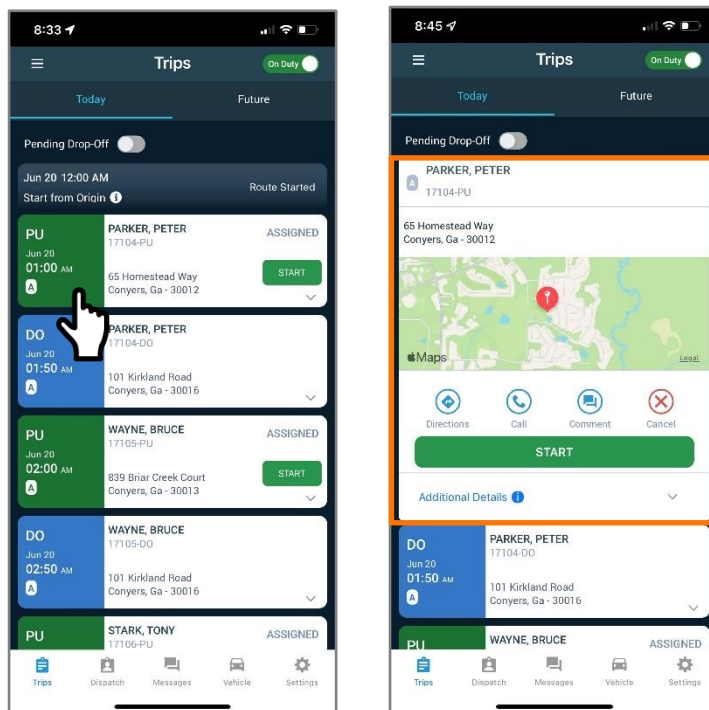 8:33
Trips
On Duty
Today
Future
Pending Drop-Off
Jun 20 12:00 AM
Start from Origin
Route Started
PU
Jun 20
01:00 AM
A
PARKER, PETER
17104-PU
ASSIGNED
65 Homestead Way
Conyers, Ga - 30012
START
DO
Jun 20
01:50 AM
A
PARKER, PETER
17104-DO
101 Kirkland Road
Conyers, Ga - 30016
PU
Jun 20
02:00 AM
A
WAYNE, BRUCE
17105-PU
ASSIGNED
839 Briar Creek Court
Conyers, Ga - 30013
START
DO
Jun 20
02:50 AM
A
WAYNE, BRUCE
17105-DO
101 Kirkland Road
Conyers, Ga - 30016
PU
STARK, TONY
17106-PU
ASSIGNED
Trips
Dispatch
Messages
Vehicle
Settings
8:45
Trips
On Duty
Today
Future
Pending Drop-Off
A
PARKER, PETER
17104-PU
65 Homestead Way
Conyers, Ga - 30012
Maps
Legal
Directions
Call
Comment
Cancel
START
Additional Details
DO
Jun 20
01:50 AM
A
PARKER, PETER
17104-DO
101 Kirkland Road
Conyers, Ga - 30016
PU
WAYNE, BRUCE
ASSIGNED
Trips
Dispatch
Messages
Vehicle
Settings